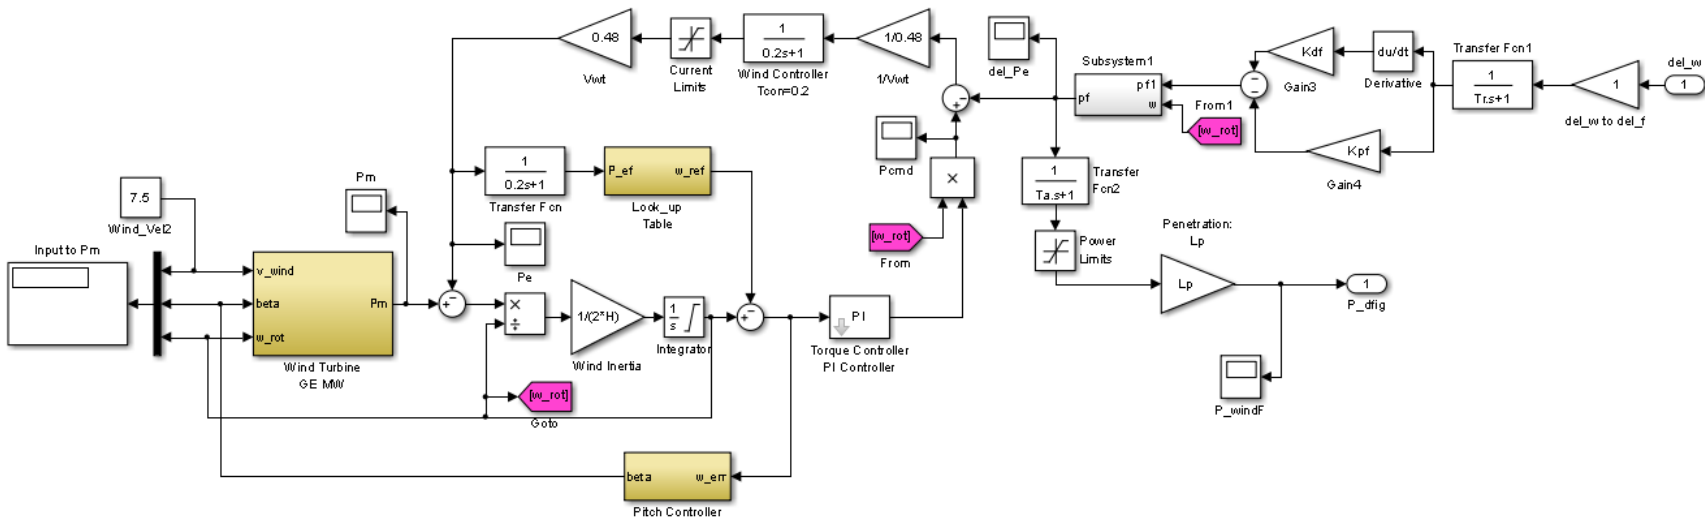 0.48
Vwt
Current
Limits
1
0.2s+1
Wind Controller
Tcon=0.2
1/0.48
1/Vwt
del_Pe
Subsystem1
pf1
pf
w
From1
[w_rot]
Kdf
Gain3
du/dt
Derivative
Transfer Fcn1
1
Tr.s+1
1
del_w to del_f
del_w
1
Kpf
Gain4
+
-
-
-
Pcmd
×
1
Ta.s+1
Transfer
Fcn2
[w_rot]
From
Power
Limits
Penetration:
Lp
Lp
1
P_dfig
P_windF
1
0.2s+1
Transfer Fcn
P_ef
w_ref
Look_up
Table
Pm
7.5
Wind_Vel2
Input to Pm
v_wind
beta
w_rot
Pm
Wind Turbine
GE MW
Pe
+
-
×
÷
1/(2*H)
Wind Inertia
1
s
Integrator
+
-
PI
Torque Controller
PI Controller
[w_rot]
Goto
beta
w_err
Pitch Controller